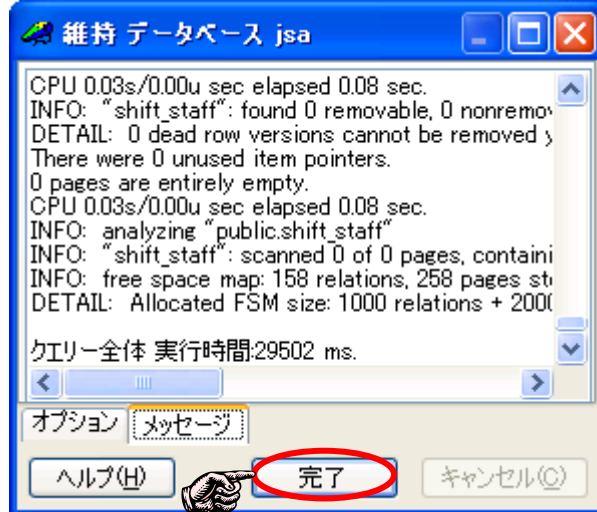 維持 データベース jsa
CPU 0.03s/0.00u sec elapsed 0.08 sec.
INFO: "shift_staff": found 0 removable, 0 nonremov
DETAIL: 0 dead row versions cannot be removed y
There were 0 unused item pointers.
0 pages are entirely empty.
CPU 0.03s/0.00u sec elapsed 0.08 sec.
INFO: analyzing "public.shift_staff"
INFO: "shift_staff": scanned 0 of 0 pages, containi
INFO: free space map: 158 relations, 258 pages sto
DETAIL: Allocated FSM size: 1000 relations + 2000
クエリー全体 実行時間:29502 ms.
オプション メッセージ
ヘルプ(H) 完了 キャンセル(C)